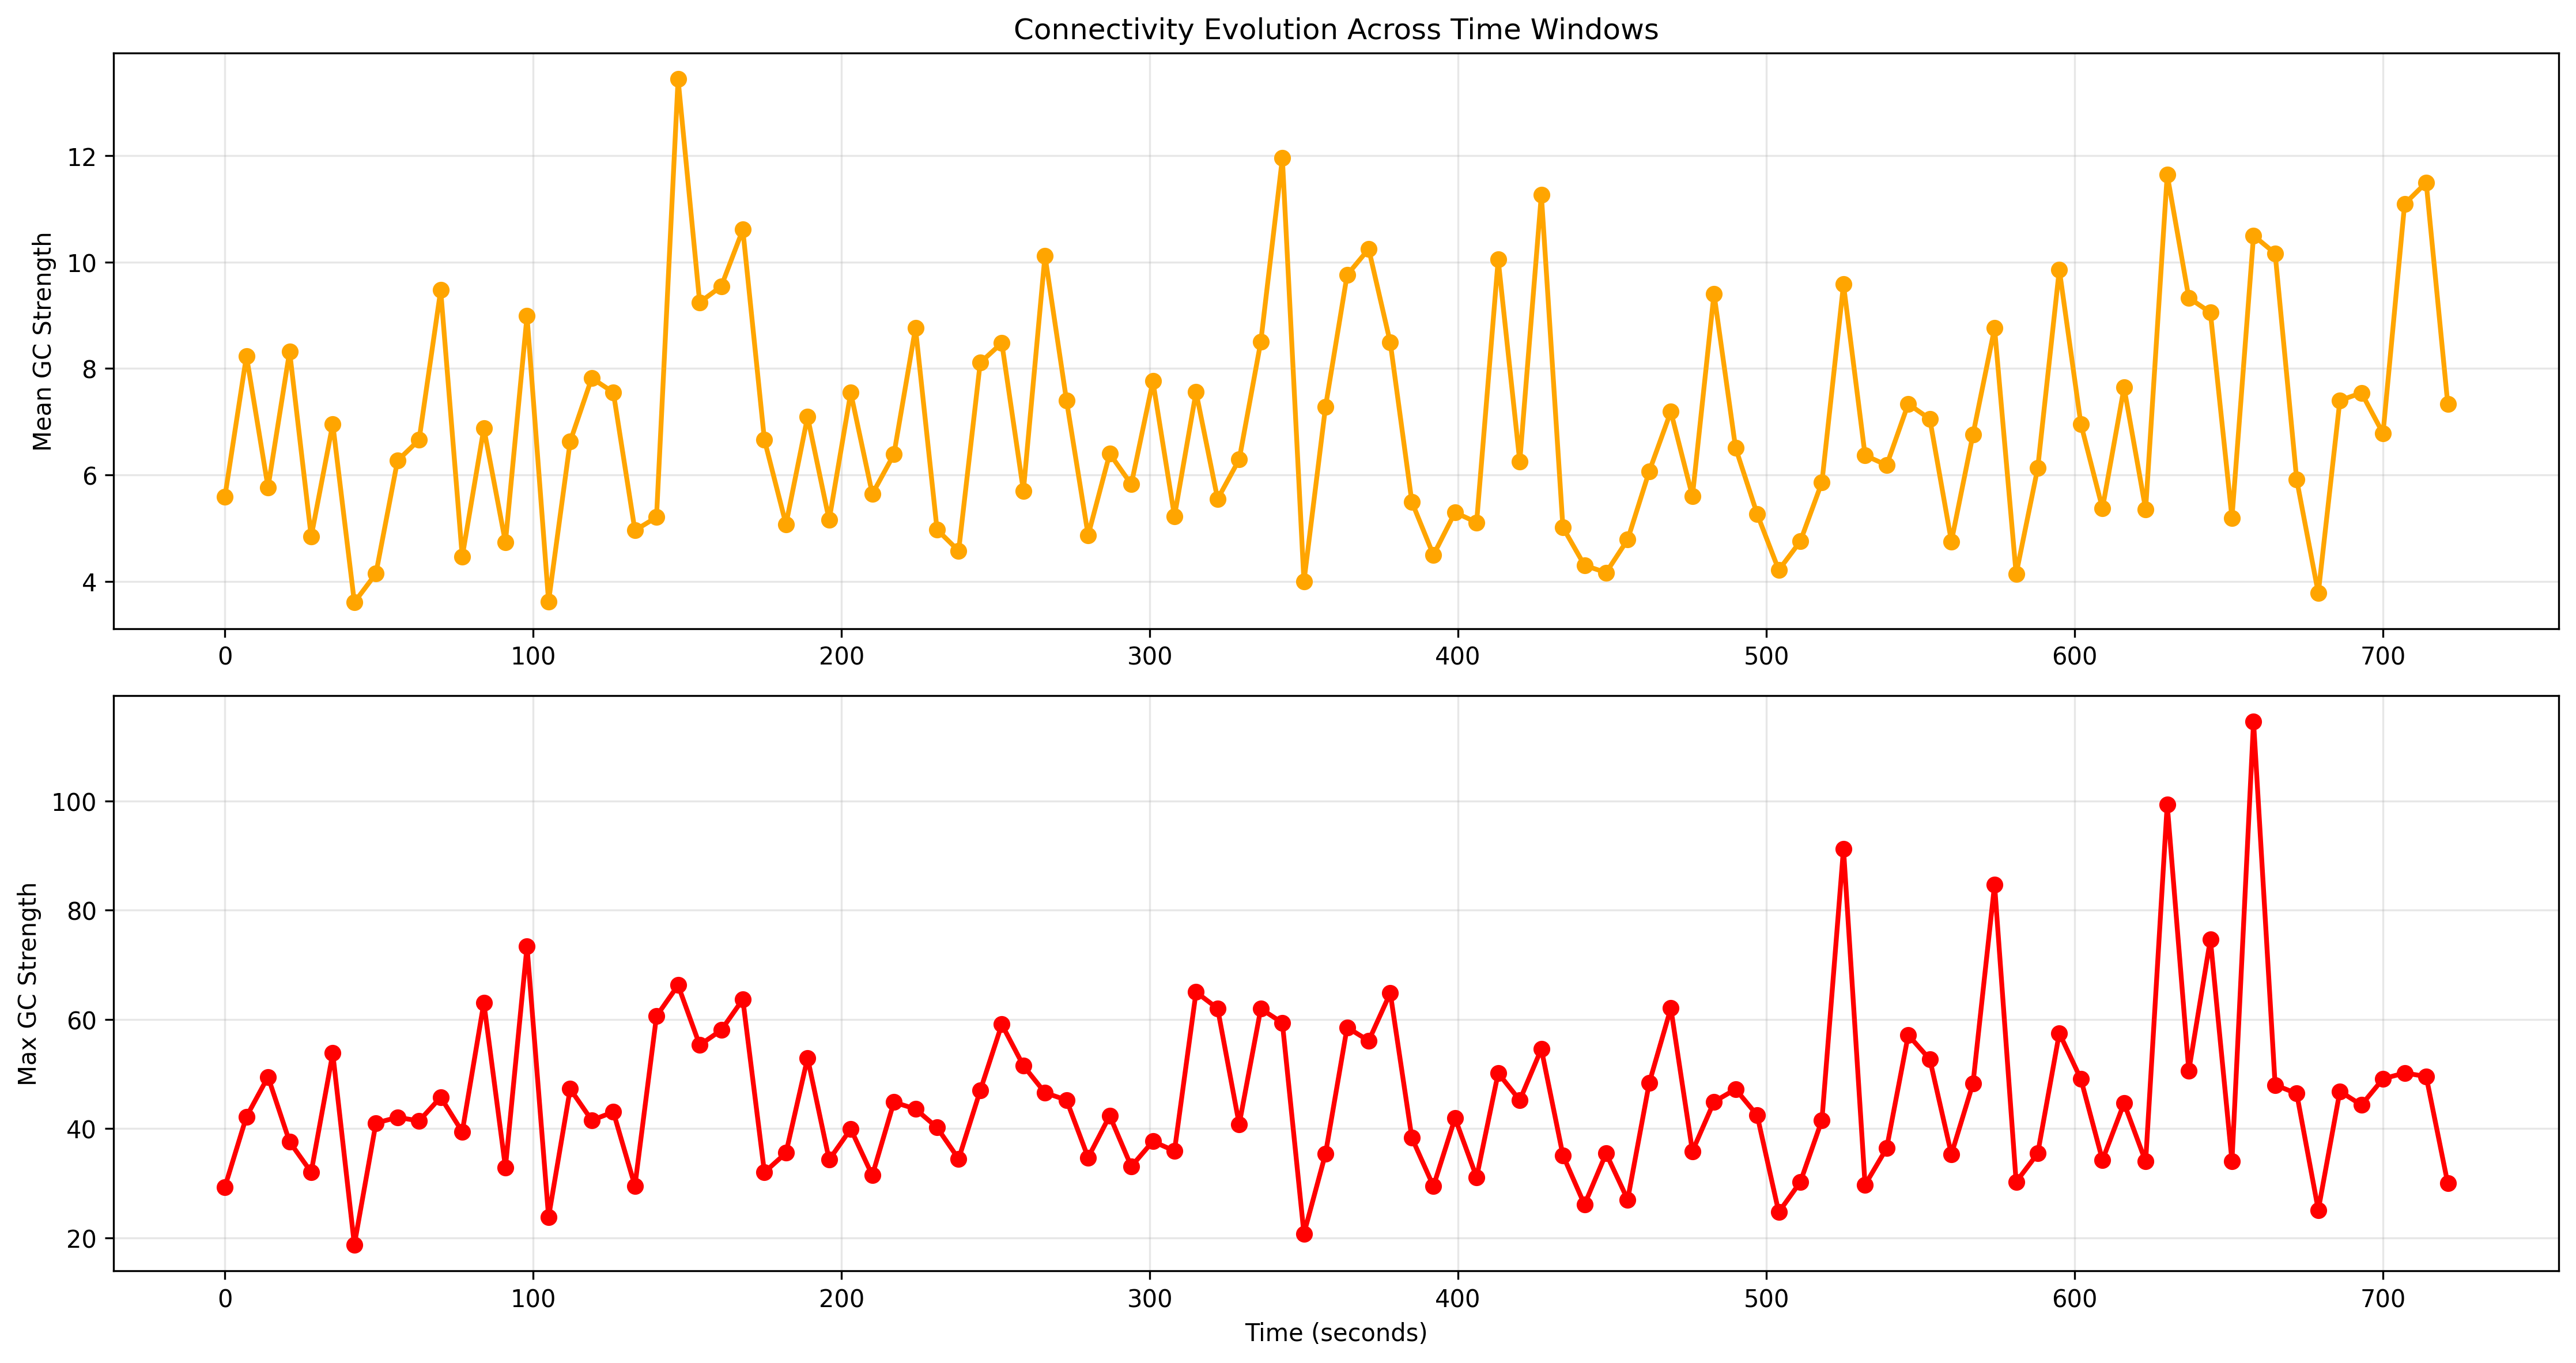 Connectivity Evolution Across Time Windows
Mean GC Strength
12
10
8
6
4
0 100 200 300 400 500 600 700
Max GC Strength
100
80
60
40
20
0 100 200 300 400 500 600 700
Time (seconds)